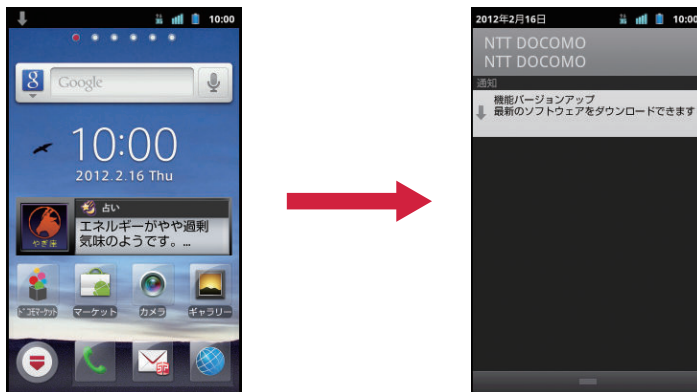 10:00
Google
10:00
2012.2.16 Thu
占い
エネルギーがやや過剰
気味のようです。...
やぎ座
ドコモマーケット
マーケット
カメラ
ギャラリー
2012年2月16日
10:00
NTT DOCOMO
NTT DOCOMO
通知
機能バージョンアップ
最新のソフトウェアをダウンロードできます